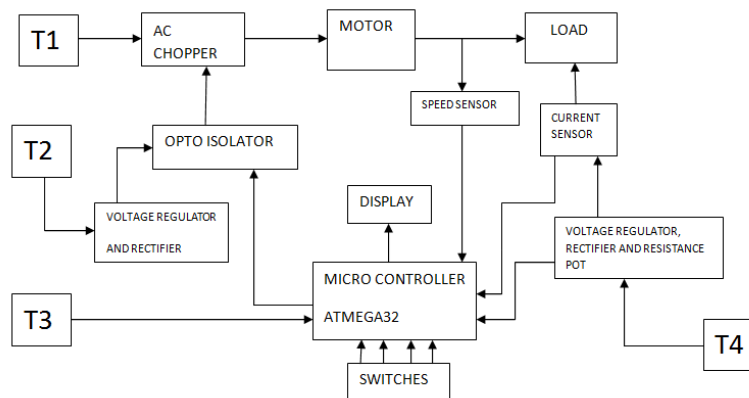 T1
AC
CHOPPER
MOTOR
LOAD
SPEED SENSOR
CURRENT
SENSOR
T2
OPTO ISOLATOR
DISPLAY
VOLTAGE REGULATOR
AND RECTIFIER
VOLTAGE REGULATOR,
RECTIFIER AND RESISTANCE
POT
MICRO CONTROLLER
ATMEGA32
T3
T4
SWITCHES